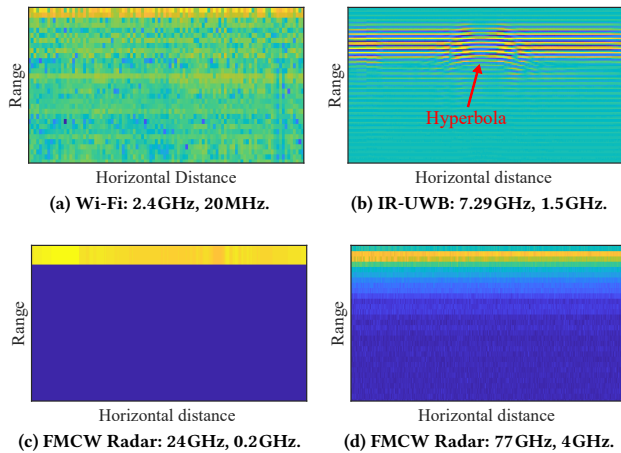 Range
Horizontal Distance
(a) Wi-Fi: 2.4GHz, 20MHz.
Range
Hyperbola
Horizontal distance
(b) IR-UWB: 7.29GHz, 1.5GHz.
Range
Horizontal distance
(c) FMCW Radar: 24GHz, 0.2GHz.
Range
Horizontal distance
(d) FMCW Radar: 77GHz, 4GHz.